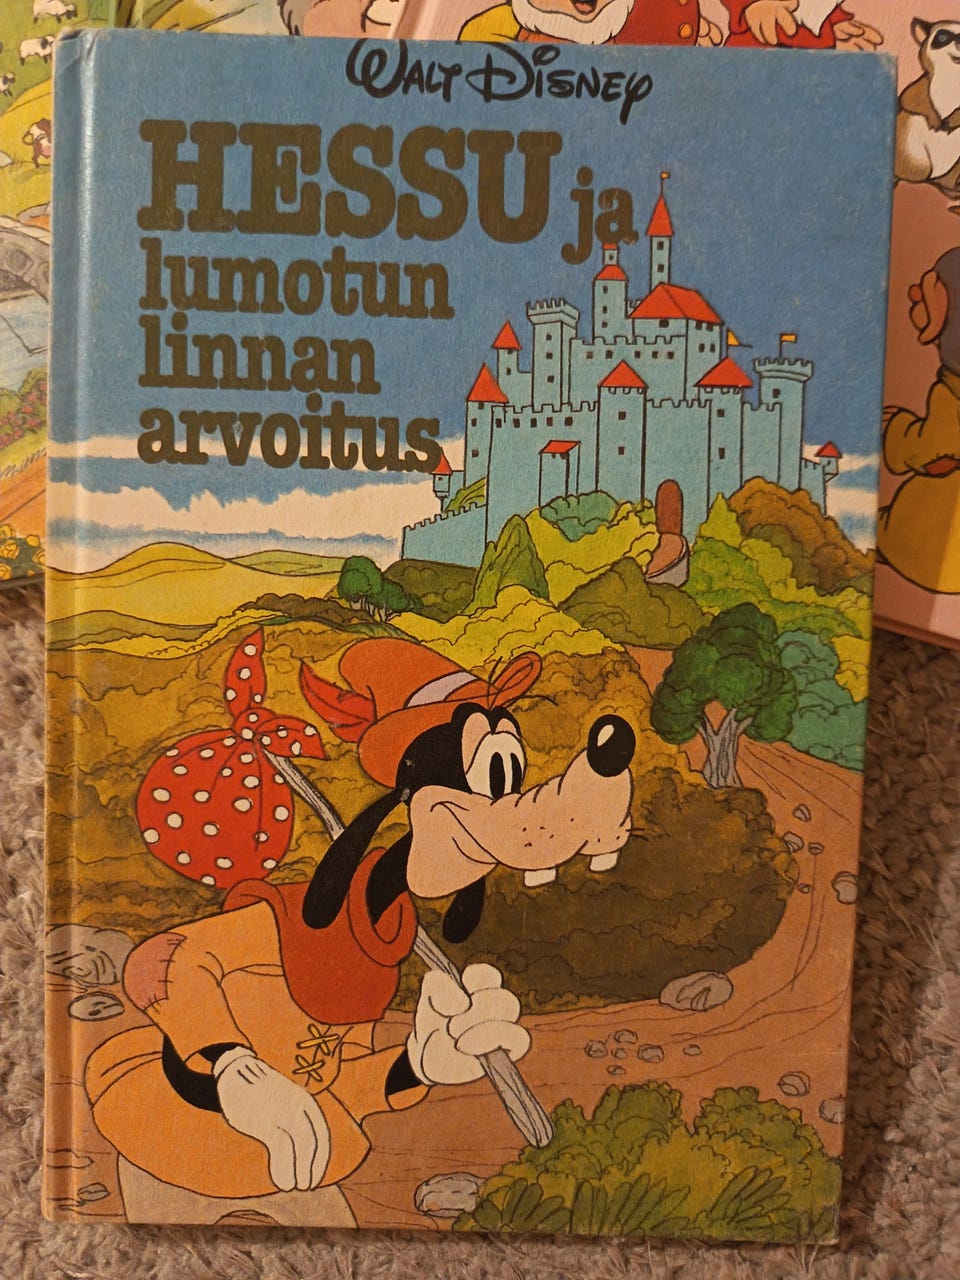 WALT DISNEY
HESSU ja
lumotun
linnan
arvoitus